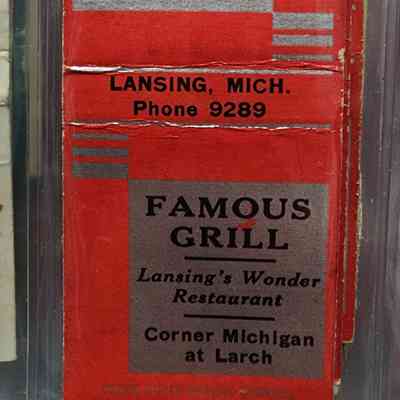 LANSING, MICH.
Phone 9289
FAMOUS
GRILL
Lansing's Wonder
Restaurant
Corner Michigan
at Larch